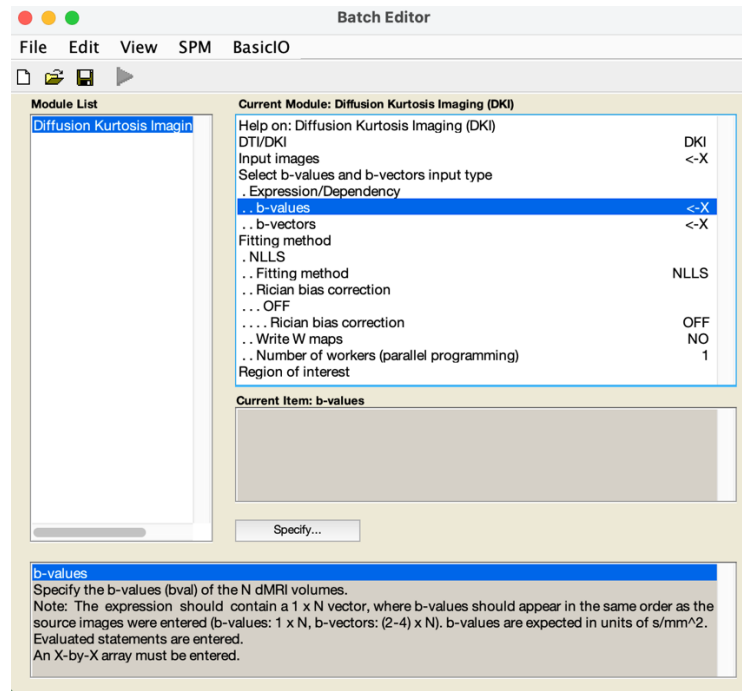 Batch Editor
File Edit View SPM BasicIO
Module List
Diffusion Kurtosis Imagin
Current Module: Diffusion Kurtosis Imaging (DKI)
Help on: Diffusion Kurtosis Imaging (DKI)
DTI/DKI DKI
Input images <-X
Select b-values and b-vectors input type
. Expression/Dependency
. . b-values <-X
. . b-vectors <-X
Fitting method
. NLLS
. . Fitting method NLLS
. . Rician bias correction
. . . OFF
. . . . Rician bias correction OFF
. . Write W maps NO
. . Number of workers (parallel programming) 1
Region of interest
Current Item: b-values
Specify...
b-values
Specify the b-values (bval) of the N dMRI volumes.
Note: The expression should contain a 1 x N vector, where b-values should appear in the same order as the
source images were entered (b-values: 1 x N, b-vectors: (2-4) x N). b-values are expected in units of s/mm^2.
Evaluated statements are entered.
An X-by-X array must be entered.